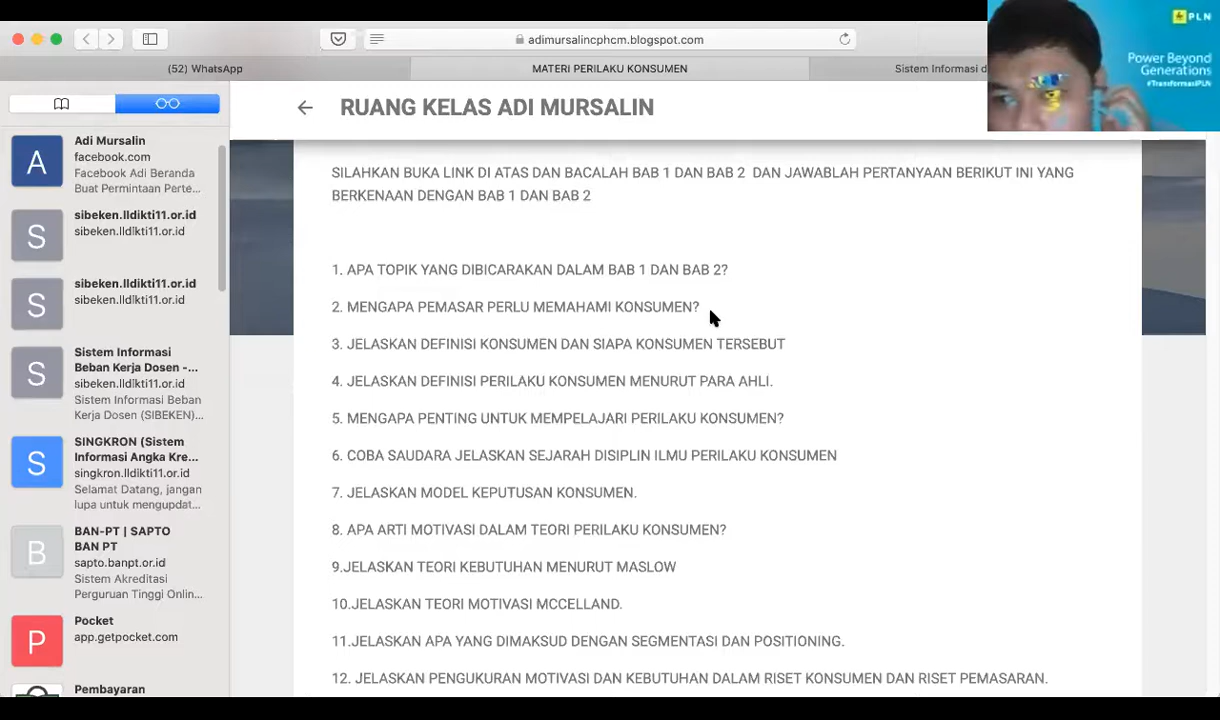 PLN
adimursalincphcm.blogspot.com
Power Beyond
Generations
#TransformasiPLN
(52) WhatsApp
MATERI PERILAKU KONSUMEN
Sistem Informasi d
RUANG KELAS ADI MURSALIN
Adi Mursalin
facebook.com
Facebook Adi Beranda
Buat Permintaan Perte...
sibeken.lldikti11.or.id
sibeken.lldikti11.or.id
sibeken.lldikti11.or.id
sibeken.lldikti11.or.id
Sistem Informasi
Beban Kerja Dosen -...
sibeken.lldikti11.or.id
Sistem Informasi Beban
Kerja Dosen (SIBEKEN)...
SINGKRON (Sistem
Informasi Angka Kre...
singkron.lldikti11.or.id
Selamat Datang, jangan
lupa untuk mengupdat...
BAN-PT | SAPTO
BAN PT
sapto.banpt.or.id
Sistem Akreditasi
Perguruan Tinggi Onlin...
Pocket
app.getpocket.com
Pembayaran
A
S
S
S
S
B
P
SILAHKAN BUKA LINK DI ATAS DAN BACALAH BAB 1 DAN BAB 2 DAN JAWABLAH PERTANYAAN BERIKUT INI YANG
BERKENAAN DENGAN BAB 1 DAN BAB 2
1. APA TOPIK YANG DIBICARAKAN DALAM BAB 1 DAN BAB 2?
2. MENGAPA PEMASAR PERLU MEMAHAMI KONSUMEN?
3. JELASKAN DEFINISI KONSUMEN DAN SIAPA KONSUMEN TERSEBUT
4. JELASKAN DEFINISI PERILAKU KONSUMEN MENURUT PARA AHLI.
5. MENGAPA PENTING UNTUK MEMPELAJARI PERILAKU KONSUMEN?
6. COBA SAUDARA JELASKAN SEJARAH DISIPLIN ILMU PERILAKU KONSUMEN
7. JELASKAN MODEL KEPUTUSAN KONSUMEN.
8. APA ARTI MOTIVASI DALAM TEORI PERILAKU KONSUMEN?
9.JELASKAN TEORI KEBUTUHAN MENURUT MASLOW
10.JELASKAN TEORI MOTIVASI MCCELLAND.
11.JELASKAN APA YANG DIMAKSUD DENGAN SEGMENTASI DAN POSITIONING.
12. JELASKAN PENGUKURAN MOTIVASI DAN KEBUTUHAN DALAM RISET KONSUMEN DAN RISET PEMASARAN.